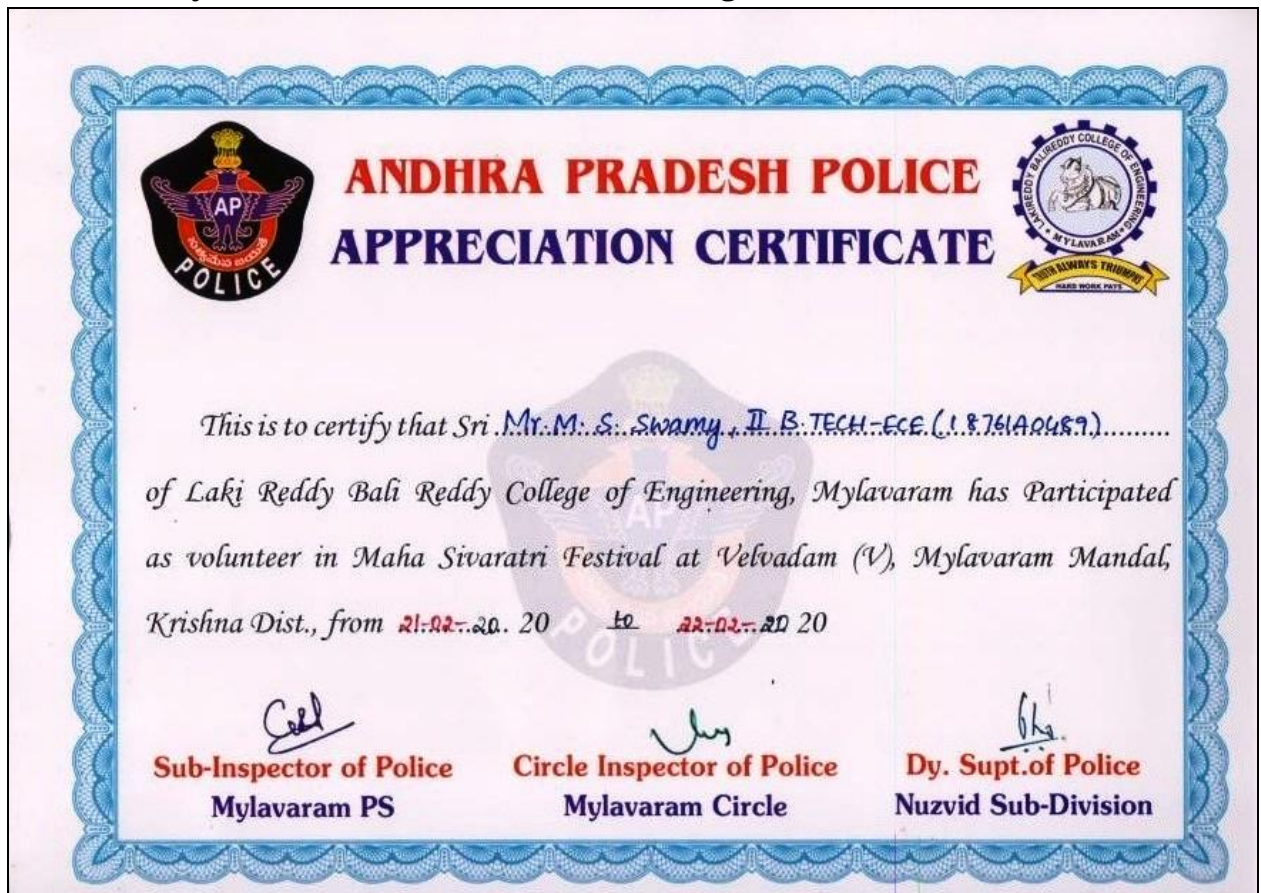 ANDHRA PRADESH POLICE
APPRECIATION CERTIFICATE
AP
POLICE
LAKIREDDY BALIREDDY COLLEGE OF ENGINEERING
MYLAVARAM
TRUTH ALWAYS TRIUMPHS
HARD WORK PAYS
This is to certify that Sri Mr. M. S. Swamy, II B.TECH-ECE (18761A0489)
of Laki Reddy Bali Reddy College of Engineering, Mylavaram has Participated
as volunteer in Maha Sivaratri Festival at Velvadam (V), Mylavaram Mandal,
Krishna Dist., from 21-02-20. 20 to 22-02-20 20
AP
POLICE
Sub-Inspector of Police
Mylavaram PS
Circle Inspector of Police
Mylavaram Circle
Dy. Supt.of Police
Nuzvid Sub-Division